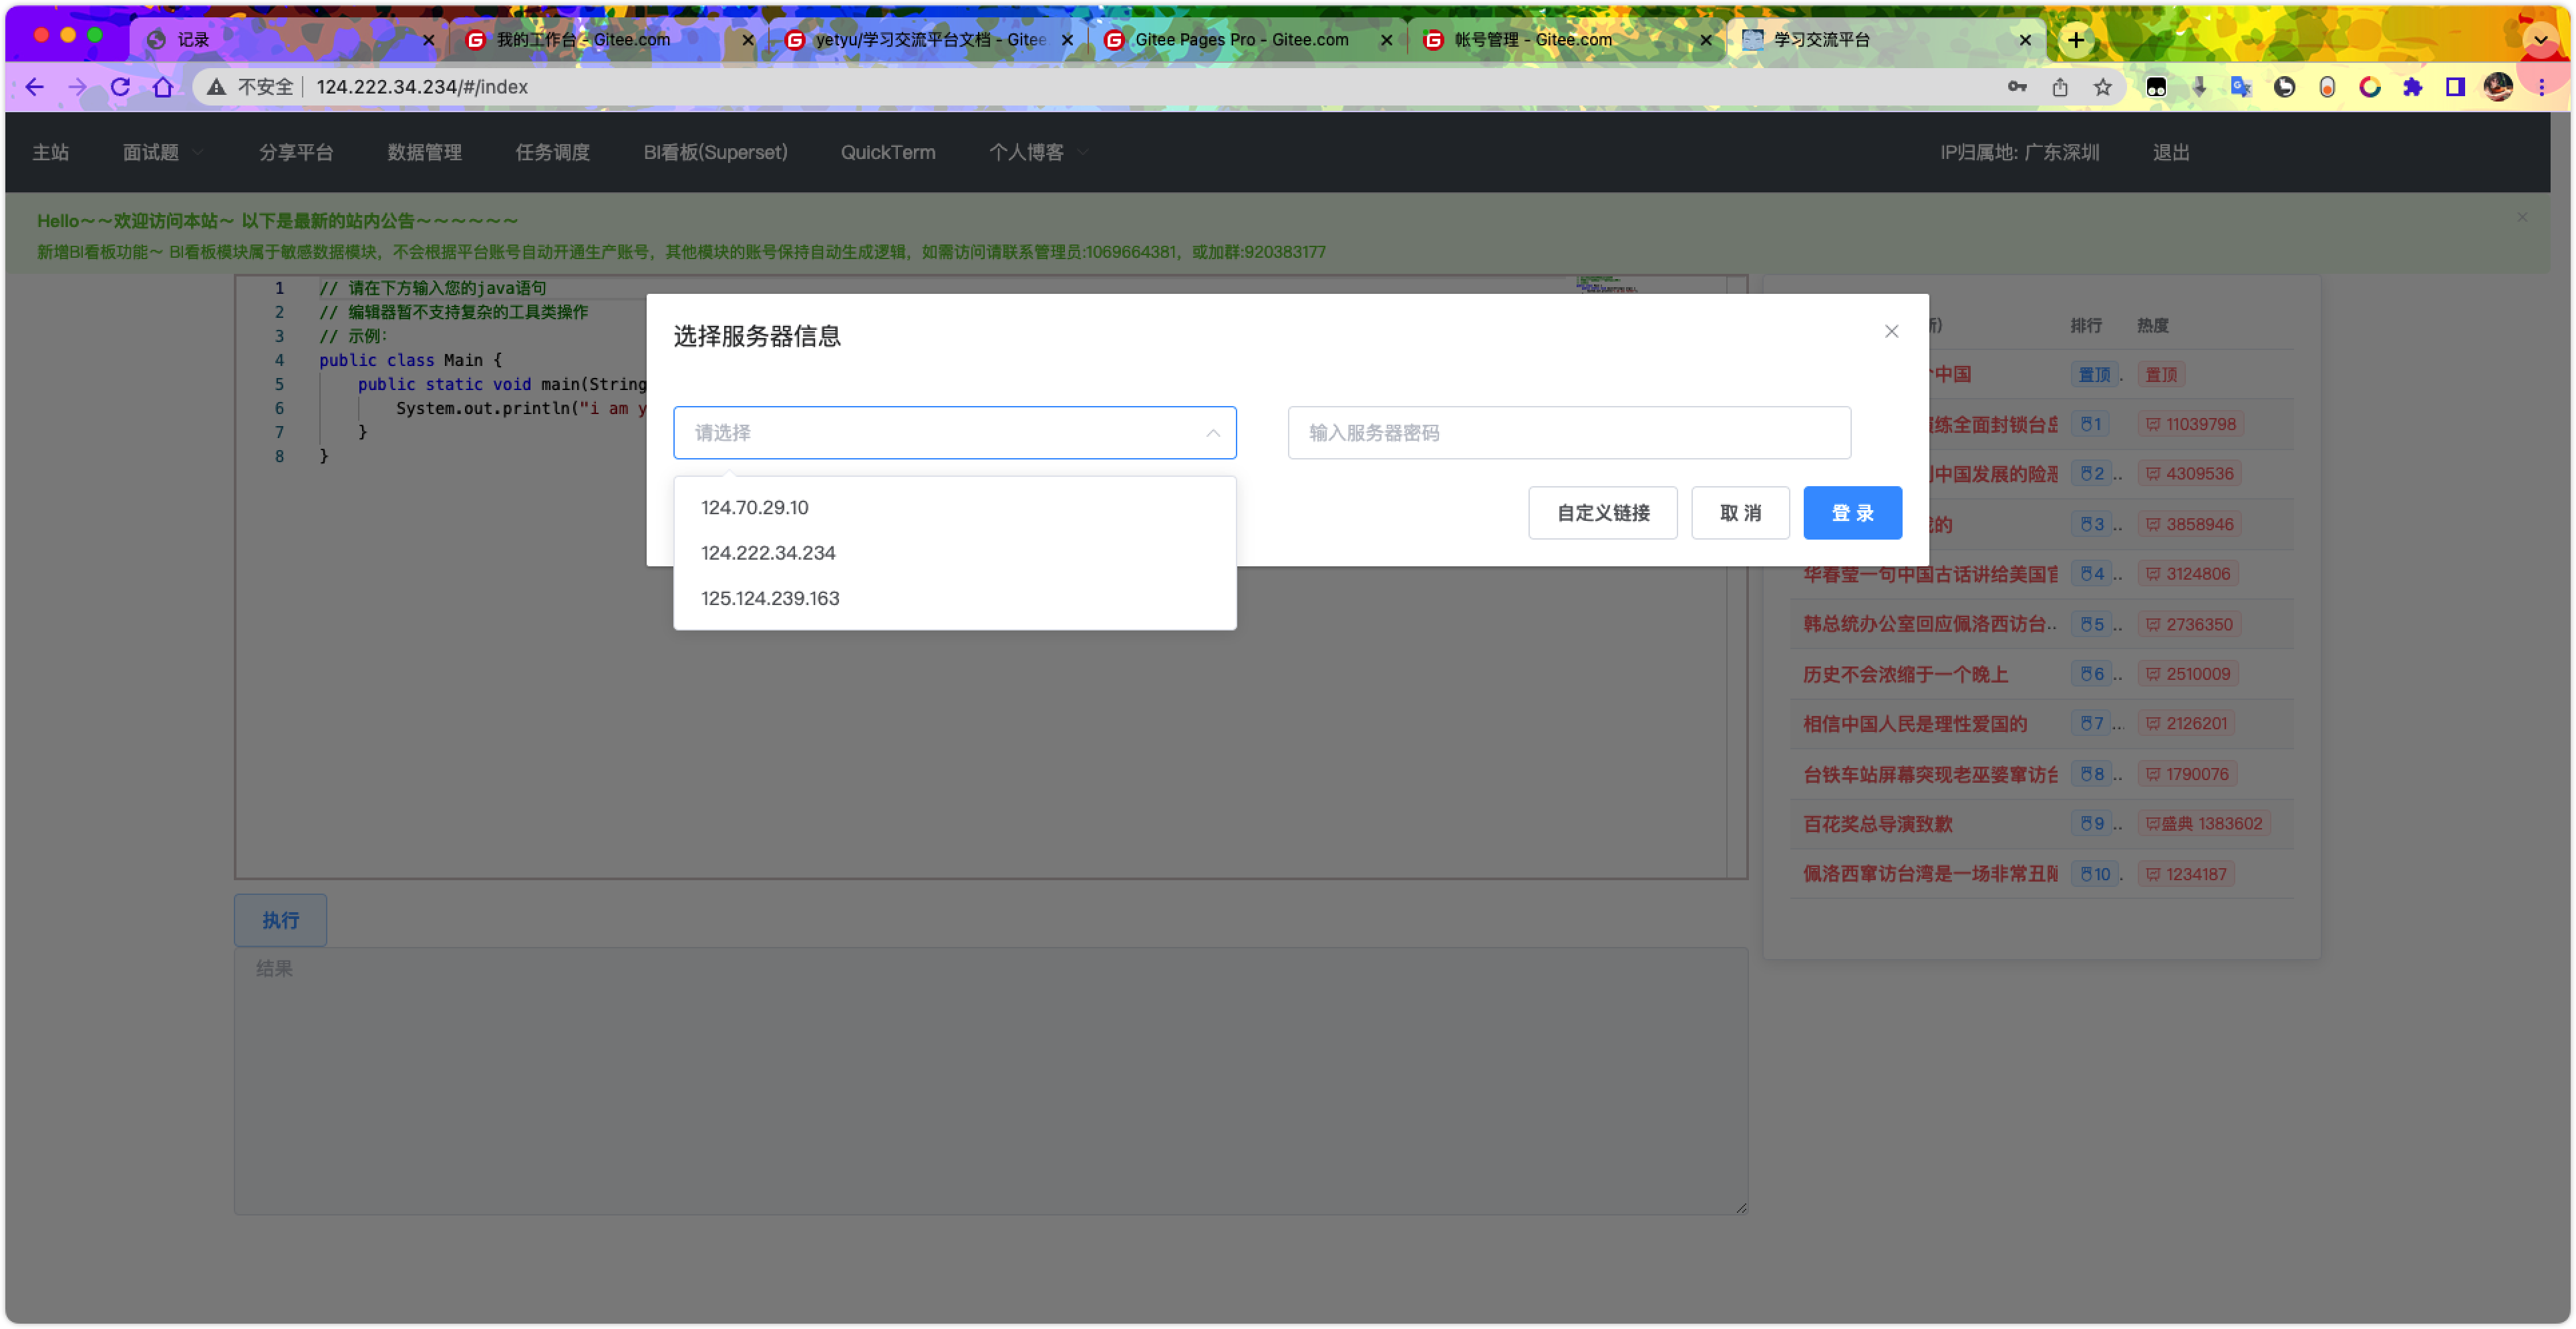 记录
我的工作台 - Gitee.com
yetyu/学习交流平台文档 - Gitee
Gitee Pages Pro - Gitee.com
帐号管理 - Gitee.com
学习交流平台
不安全 124.222.34.234/#/index
主站 面试题 分享平台 数据管理 任务调度 BI看板(Superset) QuickTerm 个人博客 IP归属地: 广东深圳 退出
Hello~~欢迎访问本站~ 以下是最新的站内公告~~~~~~
新增BI看板功能~ BI看板模块属于敏感数据模块，不会根据平台账号自动开通生产账号，其他模块的账号保持自动生成逻辑，如需访问请联系管理员:1069664381，或加群:920383177
1 // 请在下方输入您的java语句
2 // 编辑器暂不支持复杂的工具类操作
3 // 示例:
4 public class Main {
5 public static void main(String
6 System.out.println("i am y
7 }
8 }
选择服务器信息
请选择
输入服务器密码
124.70.29.10
124.222.34.234
125.124.239.163
自定义链接
取 消
登 录
排行 热度
中国 置顶 . 置顶
练全面封锁台岛 1 11039798
中国发展的险恶 2 .. 4309536
的 3 .. 3858946
华春莹一句中国古话讲给美国官 4 .. 3124806
韩总统办公室回应佩洛西访台.. 5 .. 2736350
历史不会浓缩于一个晚上 6 .. 2510009
相信中国人民是理性爱国的 7 ... 2126201
台铁车站屏幕突现老巫婆窜访台 8 .. 1790076
百花奖总导演致歉 9 .. 盛典 1383602
佩洛西窜访台湾是一场非常丑陋 10 . 1234187
执行
结果